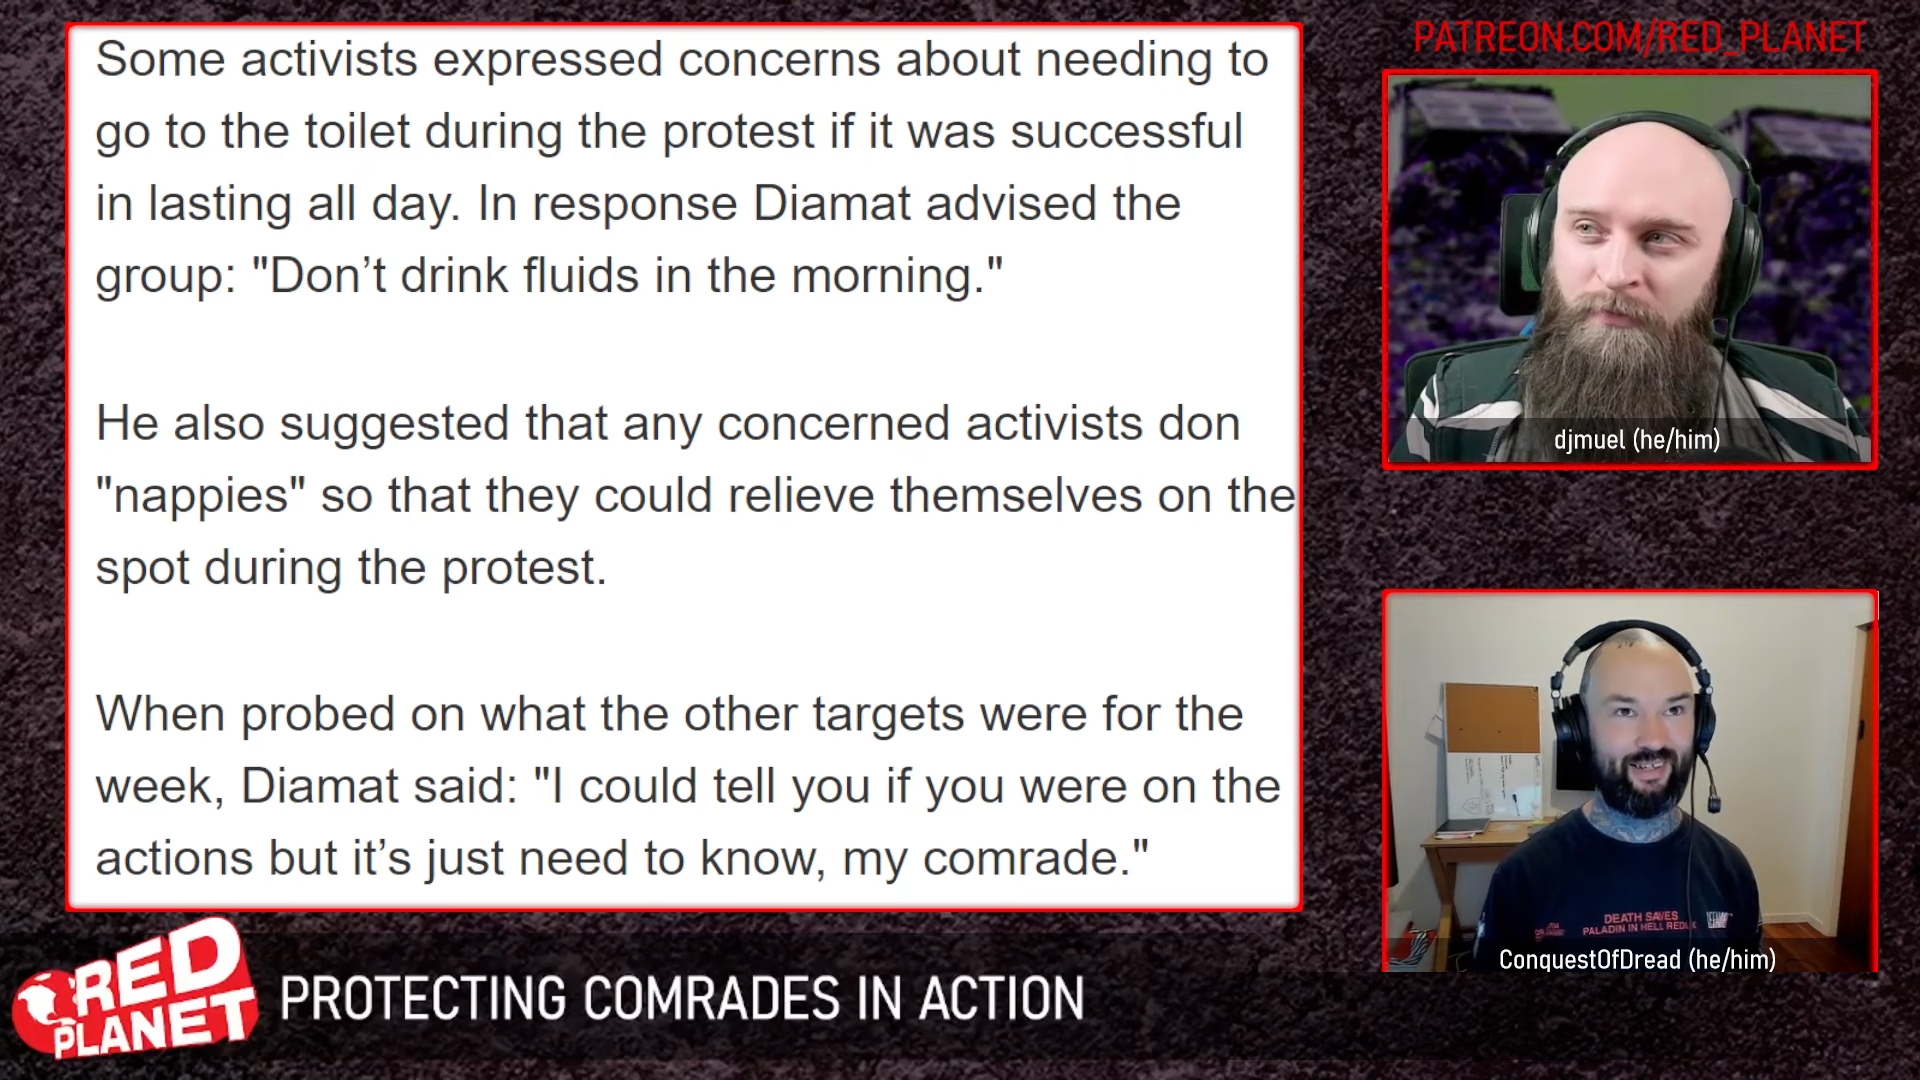 Some activists expressed concerns about needing to
go to the toilet during the protest if it was successful
in lasting all day. In response Diamat advised the
group: "Don’t drink fluids in the morning."
He also suggested that any concerned activists don
"nappies" so that they could relieve themselves on the
spot during the protest.
When probed on what the other targets were for the
week, Diamat said: "I could tell you if you were on the
actions but it’s just need to know, my comrade."
PATREON.COM/RED_PLANET
djmuel (he/him)
DEATH SAVES
PALADIN IN HELL
ConquestOfDread (he/him)
RED
PLANET
PROTECTING COMRADES IN ACTION